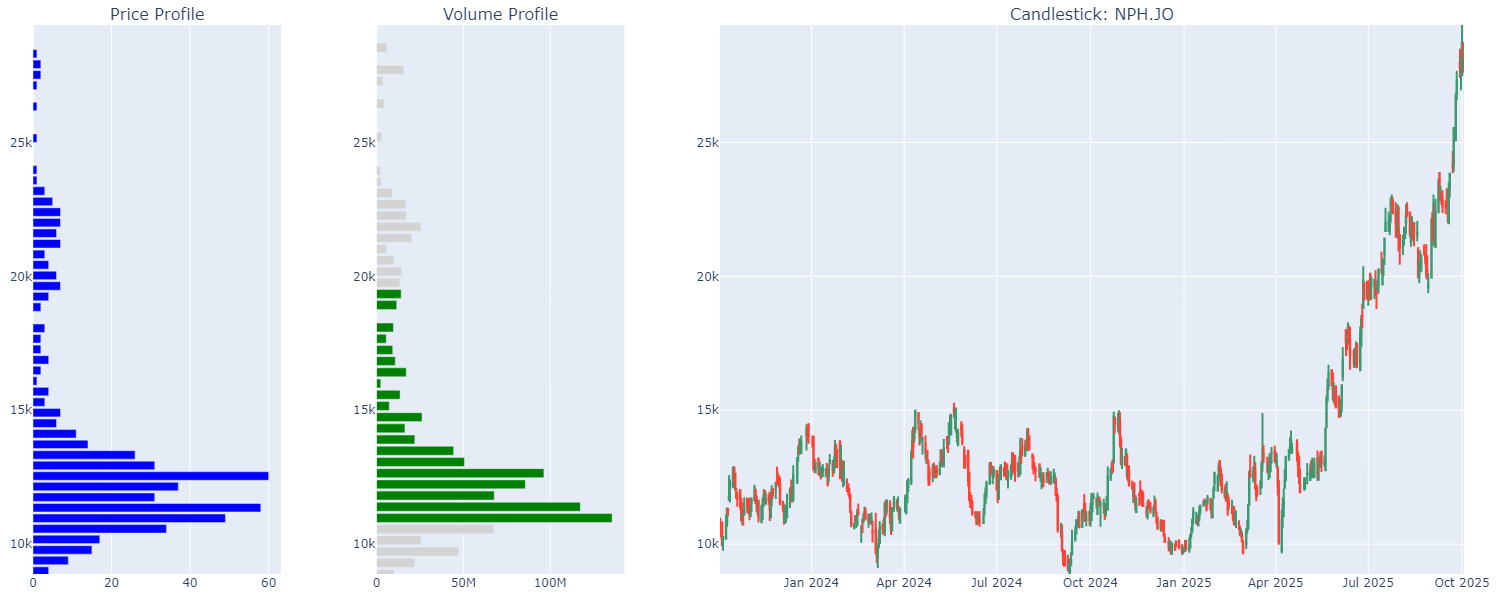 Price Profile
Volume Profile
Candlestick: NPH.JO
25k
20k
15k
10k
0
20
40
60
25k
20k
15k
10k
0
50M
100M
25k
20k
15k
10k
Jan 2024
Apr 2024
Jul 2024
Oct 2024
Jan 2025
Apr 2025
Jul 2025
Oct 2025